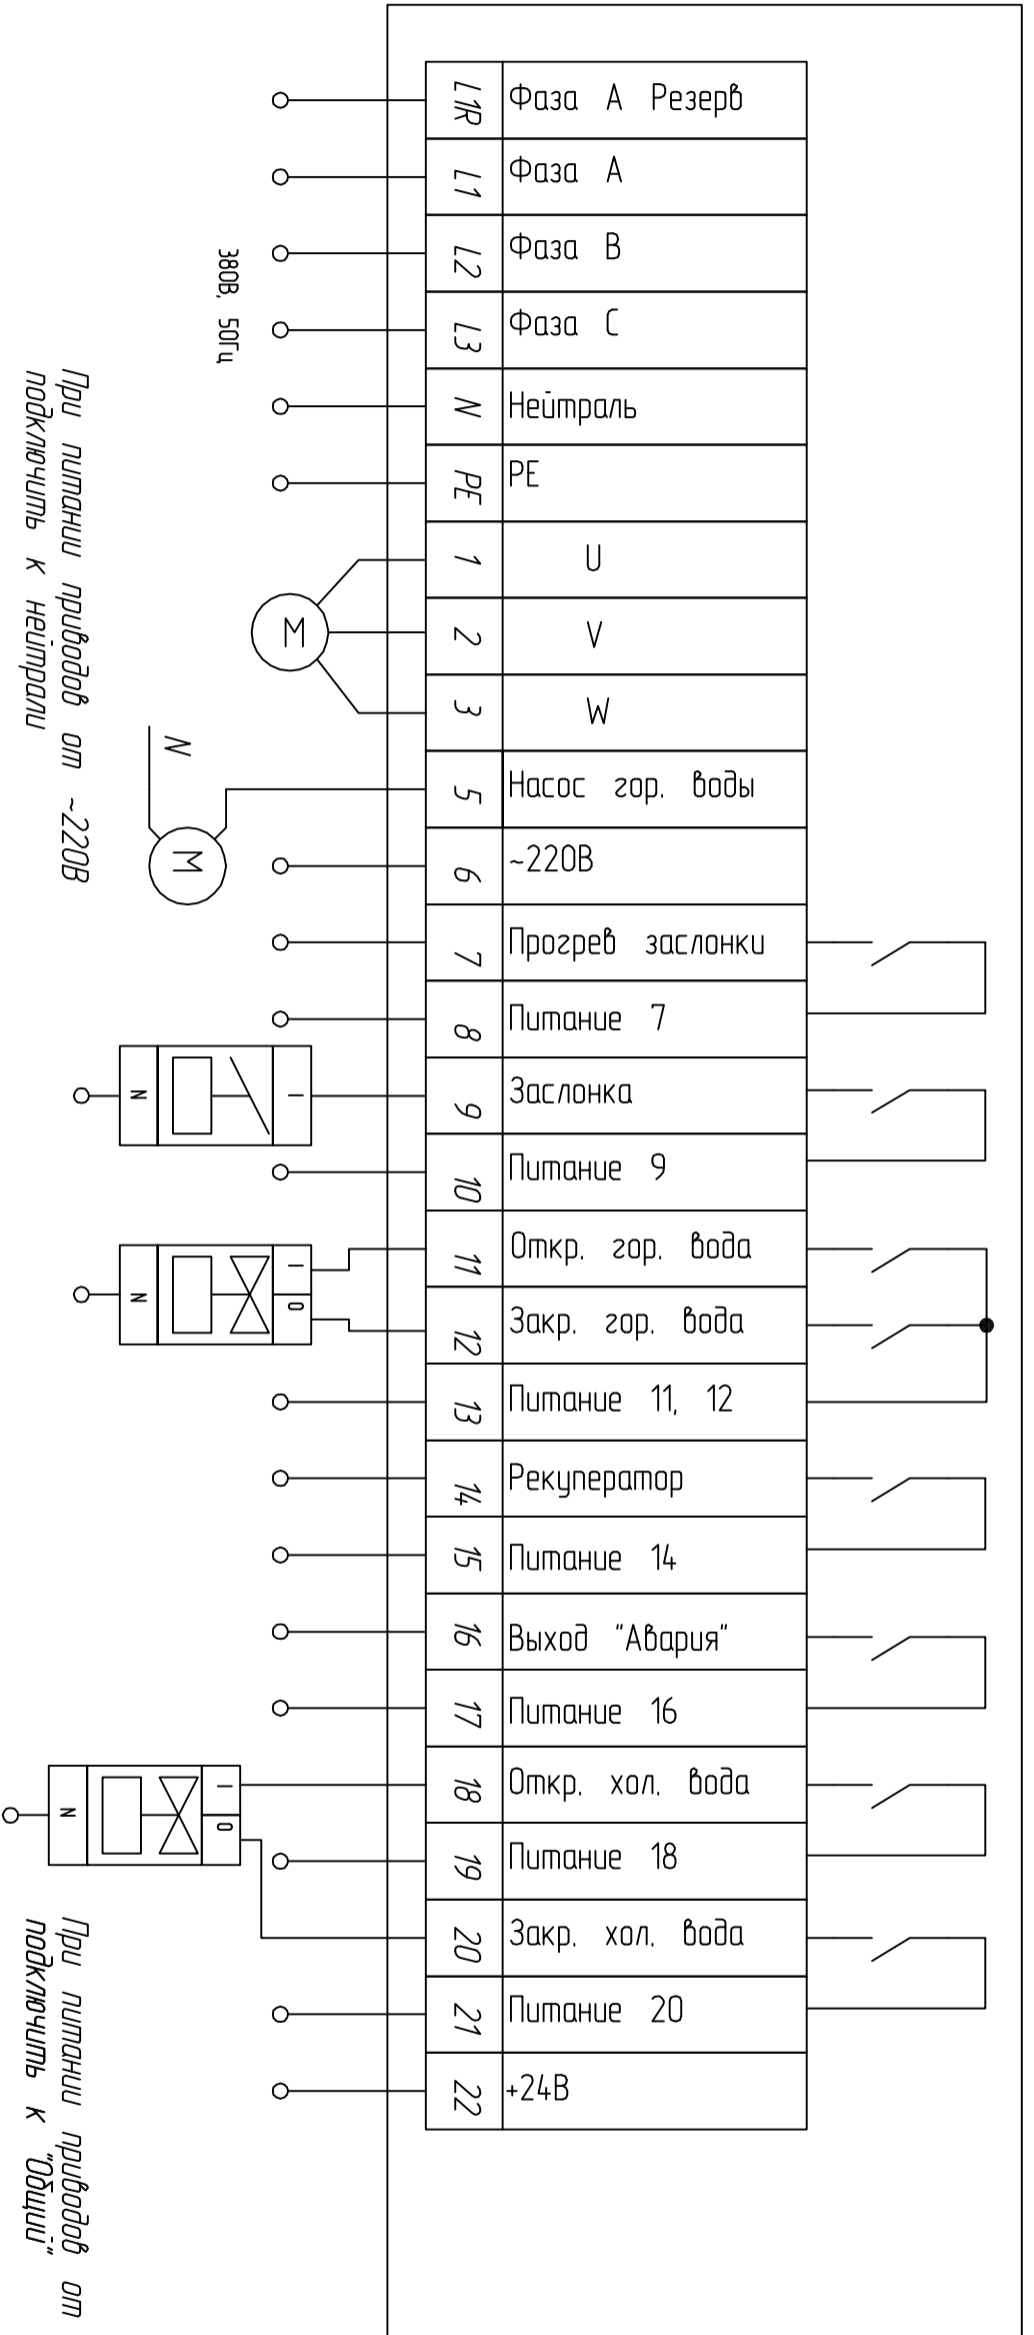 L1R Фаза А Резерв
L1 Фаза А
L2 Фаза В
L3 Фаза С
N Нейтраль
PE PE
1 U
2 V
3 W
5 Насос гор. воды
6 ~220В
7 Прогрев заслонки
8 Питание 7
9 Заслонка
10 Питание 9
11 Откр. гор. вода
12 Закр. гор. вода
13 Питание 11, 12
14 Рекуператор
15 Питание 14
16 Выход "Авария"
17 Питание 16
18 Откр. хол. вода
19 Питание 18
20 Закр. хол. вода
21 Питание 20
22 +24В
380В, 50Гц
M
N
M
I
N
I
O
N
I
O
N
При питании приводов от ~220В
подключить к нейтрали
При питании приводов от
подключить к "Общий"